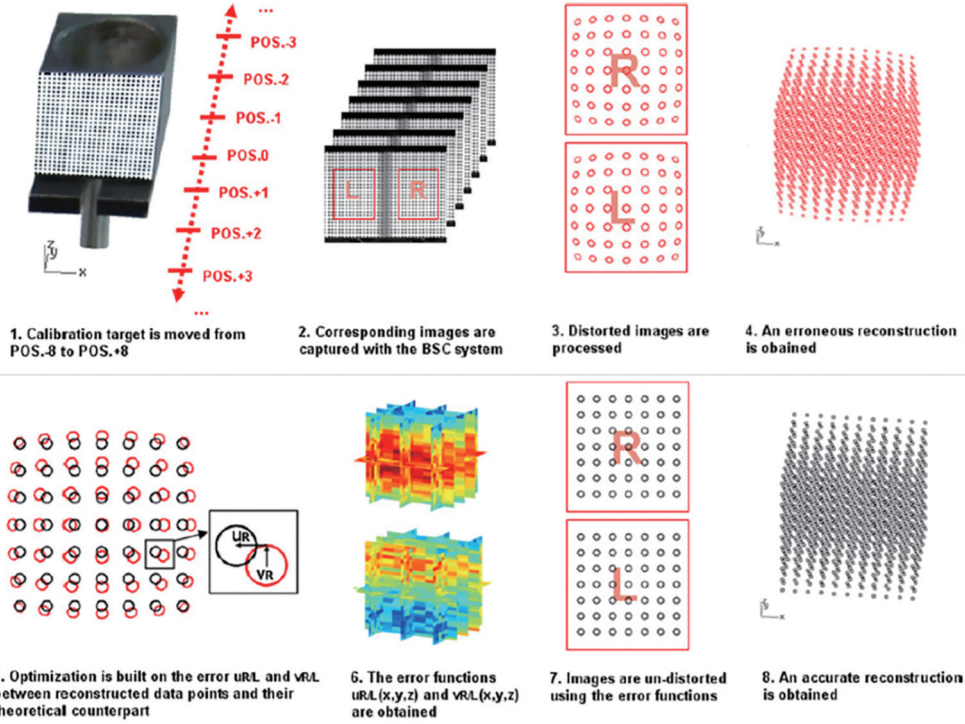 ...
POS.-3
POS.-2
POS.-1
POS.0
POS.+1
POS.+2
POS.+3
...
z
y
x
L R
R
L
z
y
x
1. Calibration target is moved from
POS.-8 to POS.+8
2. Corresponding images are
captured with the BSC system
3. Distorted images are
processed
4. An erroneous reconstruction
is obained
uR
vR
R
L
z
y
x
. Optimization is built on the error uR/L and vR/L
between reconstructed data points and their
theoretical counterpart
6. The error functions
uR/L(x,y,z) and vR/L(x,y,z)
are obtained
7. Images are un-distorted
using the error functions
8. An accurate reconstruction
is obtained